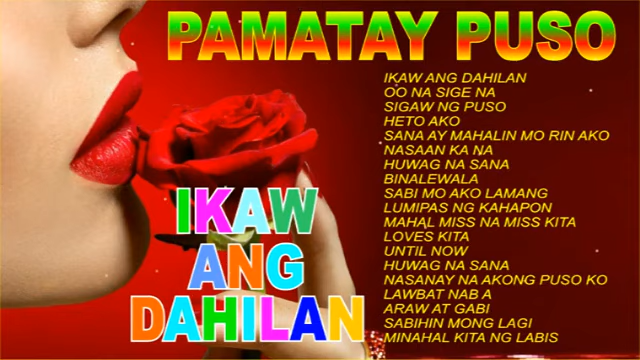 PAMATAY PUSO
IKAW ANG DAHILAN
OO NA SIGE NA
SIGAW NG PUSO
HETO AKO
SANA AY MAHALIN MO RIN AKO
NASAAN KA NA
HUWAG NA SANA
BINALEWALA
SABI MO AKO LAMANG
LUMIPAS NG KAHAPON
MAHAL MISS NA MISS KITA
LOVES KITA
UNTIL NOW
HUWAG NA SANA
NASANAY NA AKONG PUSO KO
LAWBAT NAB A
ARAW AT GABI
SABIHIN MONG LAGI
MINAHAL KITA NG LABIS
IKAW
ANG
DAHILAN